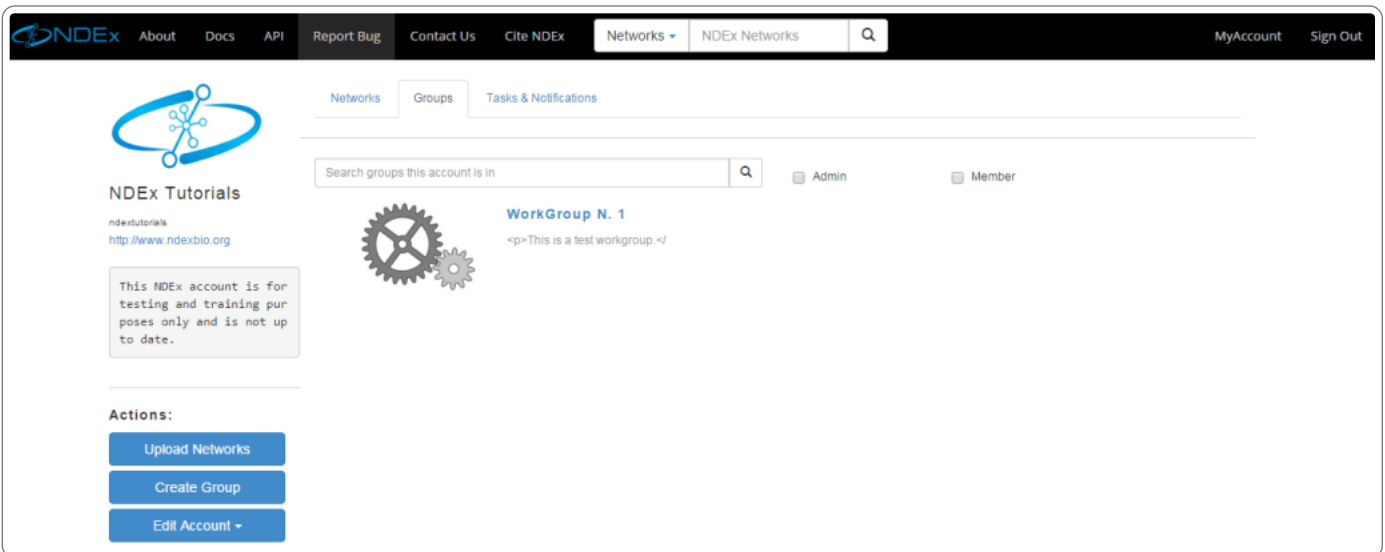 NDEx About Docs API Report Bug Contact Us Cite NDEx Networks NDEx Networks MyAccount Sign Out
Networks Groups Tasks & Notifications
Search groups this account is in Admin Member
NDEx Tutorials
ndextutorials
http://www.ndexbio.org
WorkGroup N. 1
<p>This is a test workgroup.</
This NDEx account is for
testing and training pur
poses only and is not up
to date.
Actions:
Upload Networks
Create Group
Edit Account